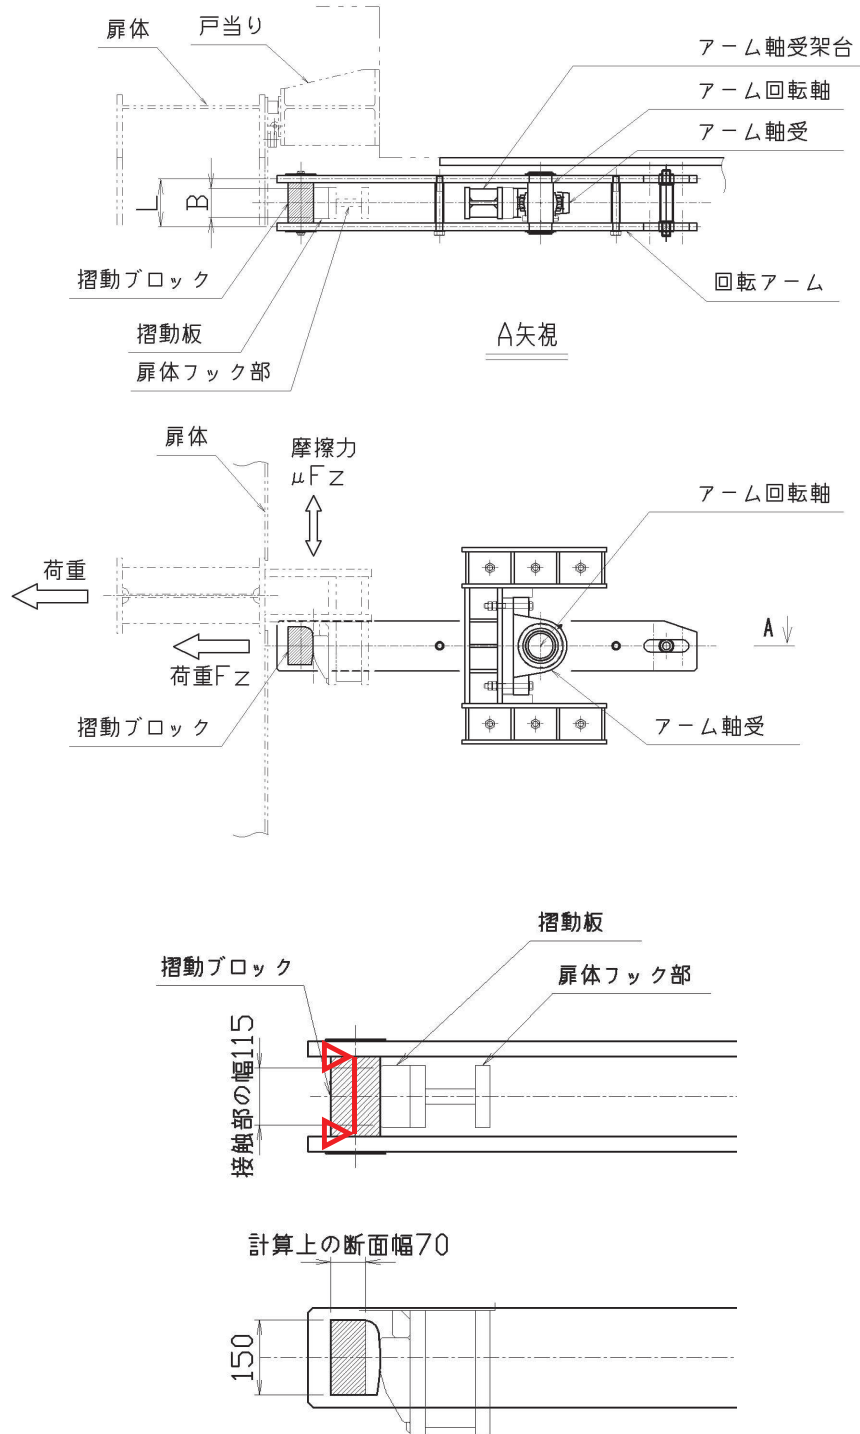 扉体
戸当り
アーム軸受架台
アーム回転軸
アーム軸受
L
B
摺動ブロック
回転アーム
摺動板
A矢視
扉体フック部
扉体
摩擦力
μFz
アーム回転軸
荷重
A
荷重Fz
摺動ブロック
アーム軸受
摺動板
摺動ブロック
扉体フック部
接触部の幅115
計算上の断面幅70
150